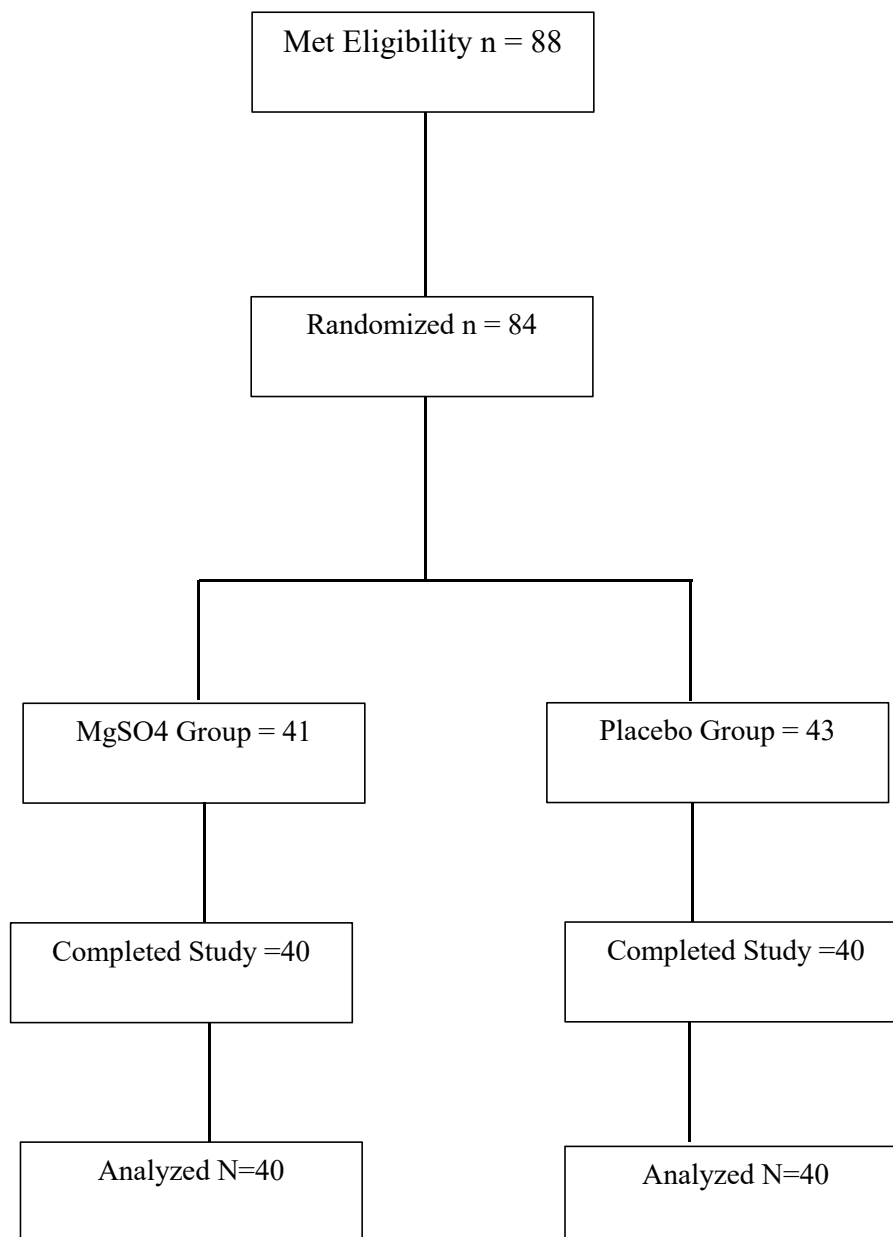 Met Eligibility n = 88
Randomized n = 84
MgSO4 Group = 41
Placebo Group = 43
Completed Study =40
Completed Study =40
Analyzed N=40
Analyzed N=40